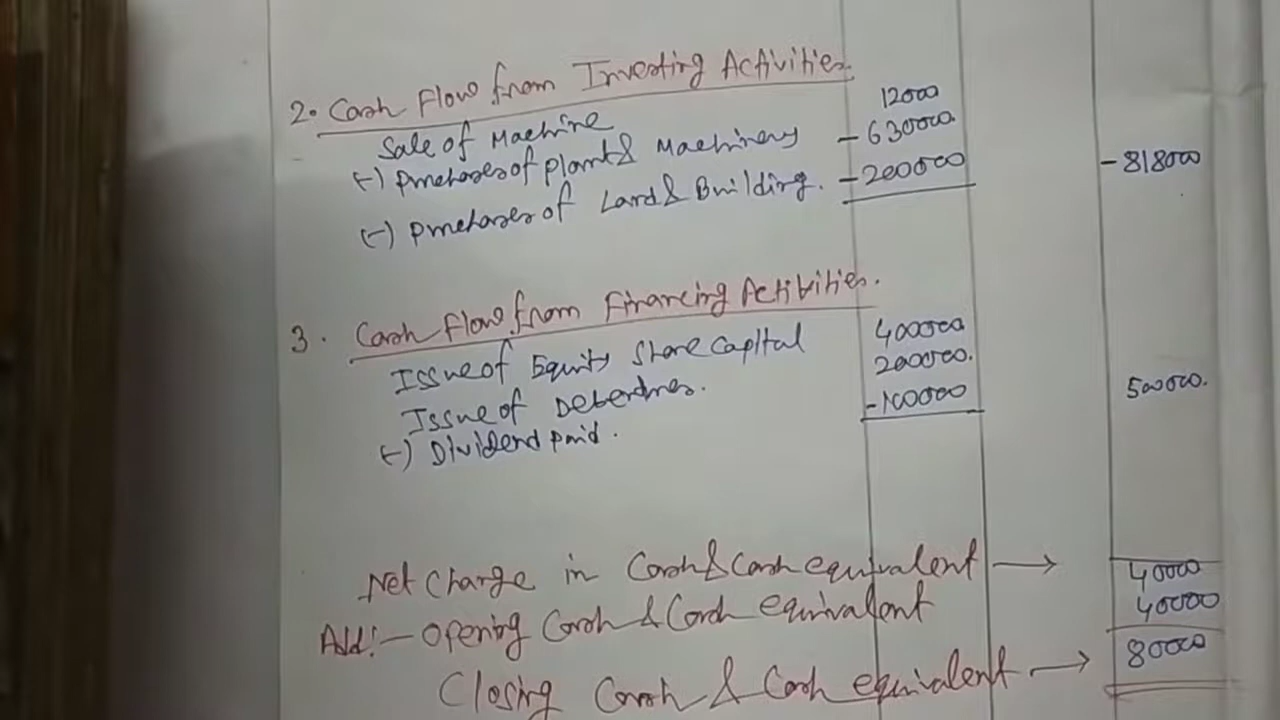 2. Cash Flow from Investing Activities.
Sale of Machine 12000
(-) Purchases of Plant & Machinery - 630000
(-) Purchases of Land & Building. - 200000 - 818000
3. Cash Flow from Financing Activities.
Issue of Equity Share Capital 400000
Issue of Debentures. 200000.
(-) Dividend Paid. - 100000 500000.
Net Change in Cash & Cash equivalent → 40000
Add:- Opening Cash & Cash equivalent 40000
Closing Cash & Cash equivalent → 80000